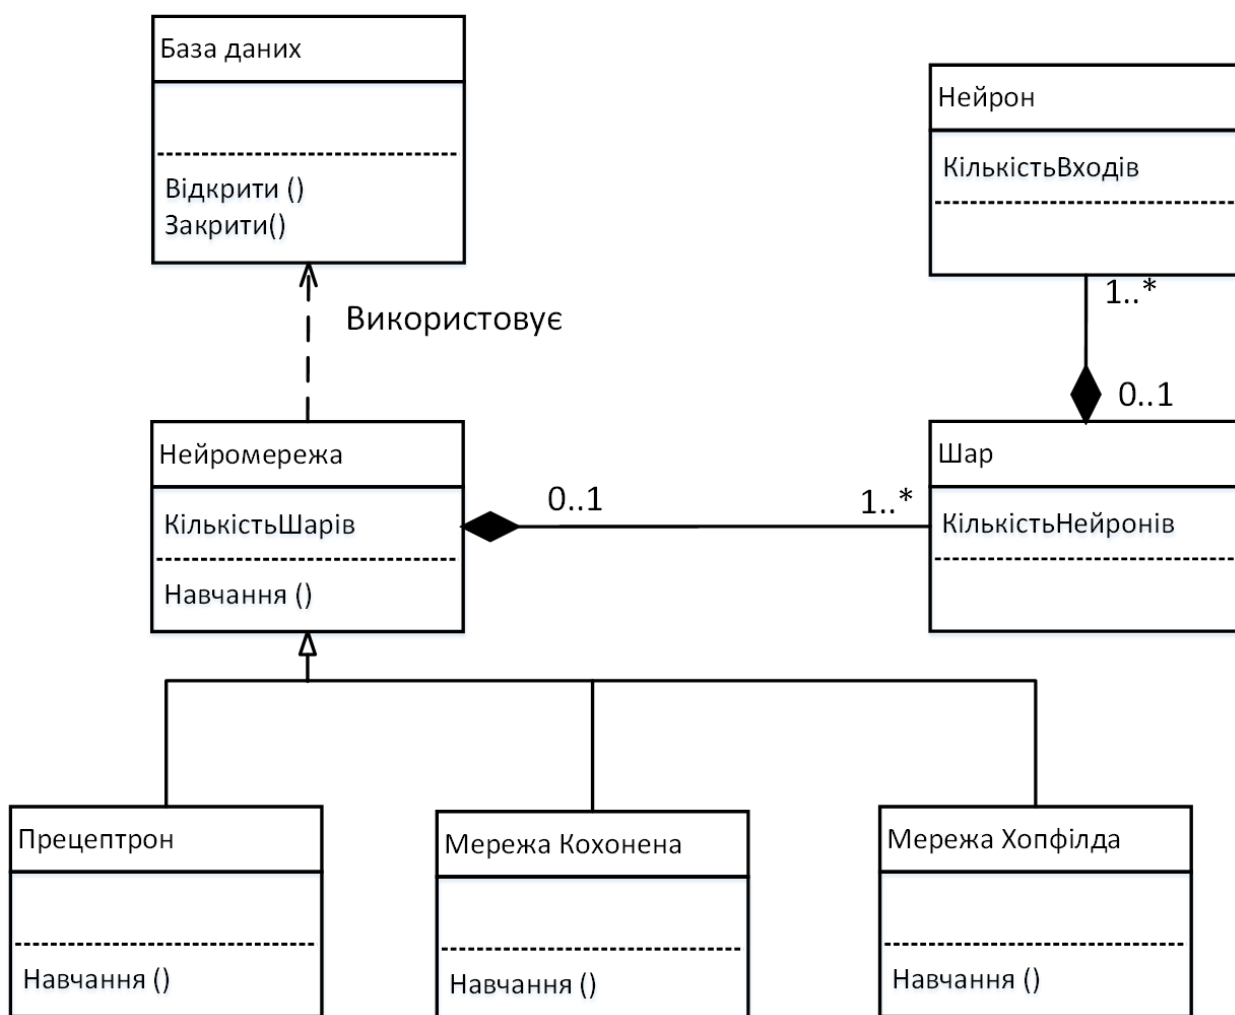 База даних
Відкрити ()
Закрити()
Нейрон
КількістьВходів
1..*
0..1
Використовує
Нейромережа
КількістьШарів
Навчання ()
0..1
1..*
Шар
КількістьНейронів
Прецептрон
Навчання ()
Мережа Кохонена
Навчання ()
Мережа Хопфілда
Навчання ()